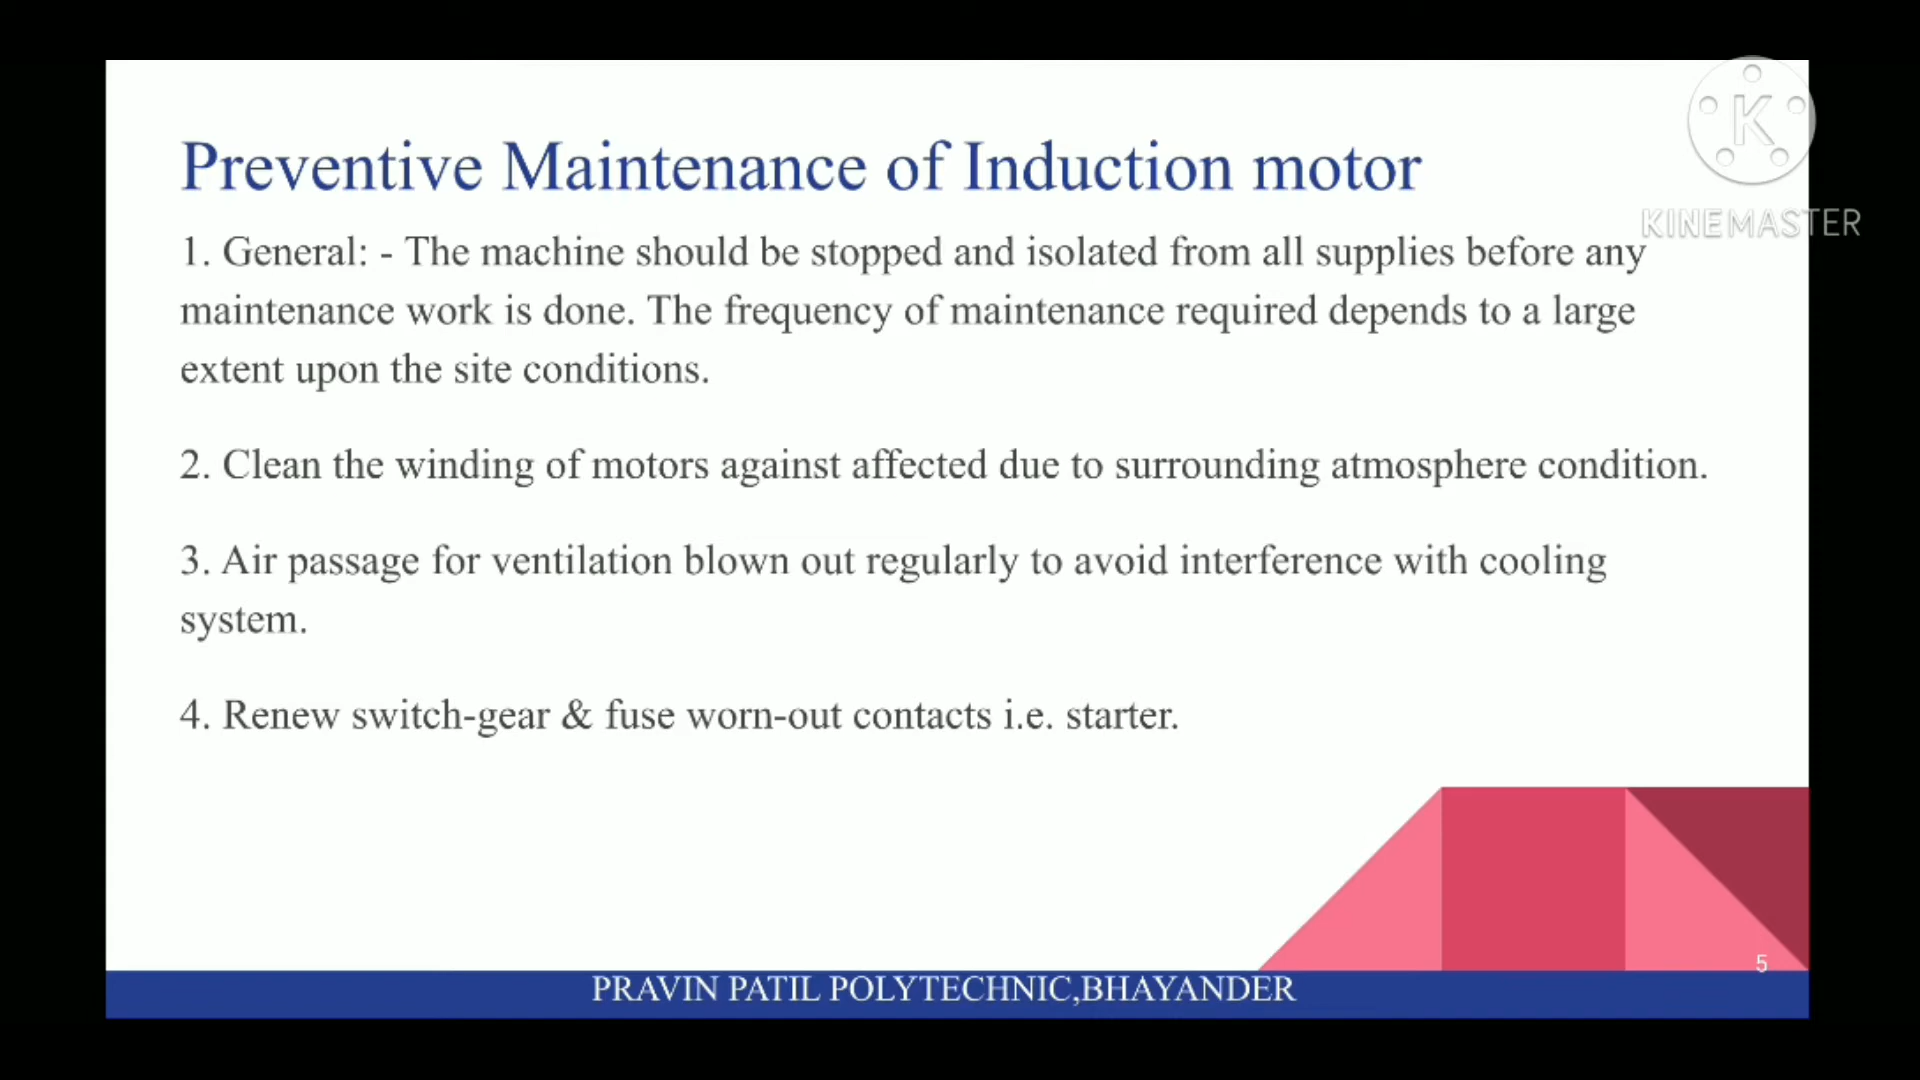 K
KINEMASTER
Preventive Maintenance of Induction motor
1. General: - The machine should be stopped and isolated from all supplies before any
maintenance work is done. The frequency of maintenance required depends to a large
extent upon the site conditions.
2. Clean the winding of motors against affected due to surrounding atmosphere condition.
3. Air passage for ventilation blown out regularly to avoid interference with cooling
system.
4. Renew switch-gear & fuse worn-out contacts i.e. starter.
5
PRAVIN PATIL POLYTECHNIC,BHAYANDER